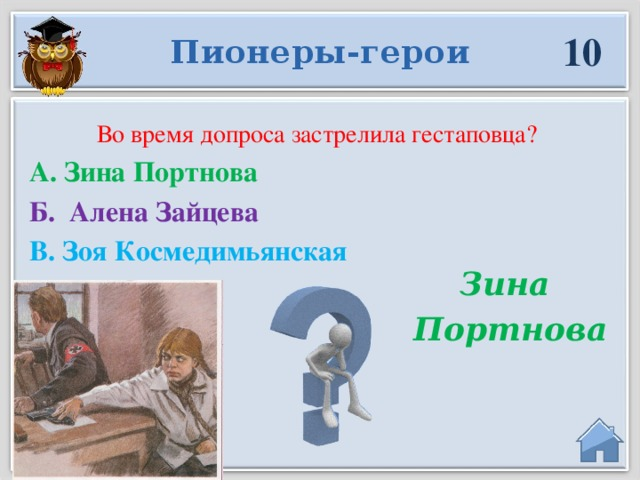 Пионеры-герои
10
Во время допроса застрелила гестаповца?
А. Зина Портнова
Б. Алена Зайцева
В. Зоя Космедимьянская
Зина
Портнова